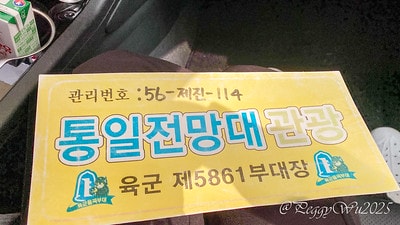 관리번호 :56-제진-114
통일전망대 관광
육군 제5861부대장
@PeggyWu2025